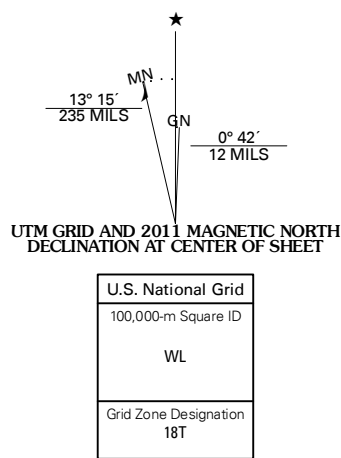 ★
MN
GN
13° 15´
235 MILS
0° 42´
12 MILS
UTM GRID AND 2011 MAGNETIC NORTH
DECLINATION AT CENTER OF SHEET
U.S. National Grid
100,000-m Square ID
WL
Grid Zone Designation
18T